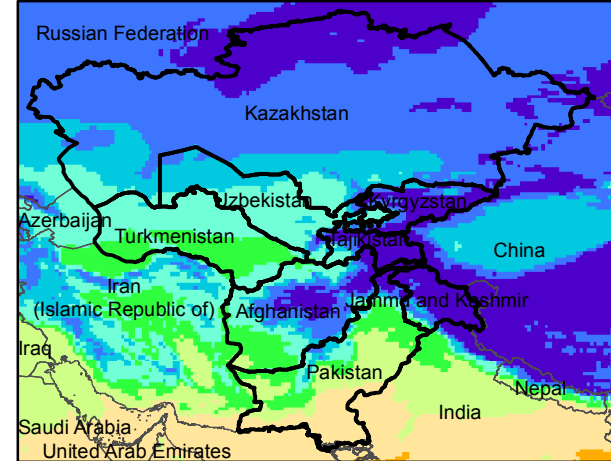 Russian Federation
Kazakhstan
Uzbekistan
Kyrgyzstan
Azerbaijan
Turkmenistan
Tajikistan
China
Iran
(Islamic Republic of)
Afghanistan
Jammu and Kashmir
Iraq
Pakistan
Nepal
India
Saudi Arabia
United Arab Emirates